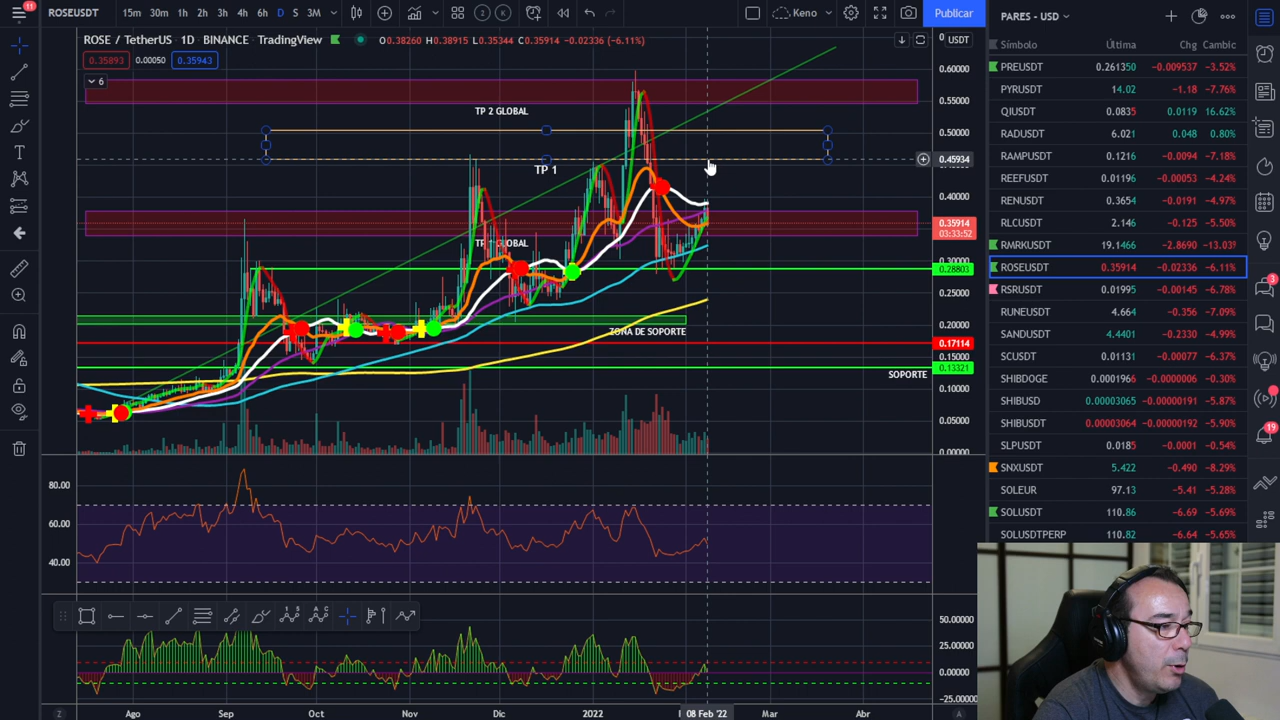 11
ROSEUSDT
15m 30m 1h 2h 3h 4h 6h D S 3M
2
K
Keno
Publicar
PARES - USD
ROSE / TetherUS 1D BINANCE TradingView
O0.38260 H0.38915 L0.35344 C0.35914 -0.02336 (-6.11%)
0.35893 0.00050 0.35943
6
USDT
0.60000
0.55000
0.50000
0.45934
0.40000
0.35914
03:33:52
0.30000
0.28803
0.25000
0.20000
0.17114
0.15000
0.13321
0.10000
0.05000
0.00000
TP 2 GLOBAL
TP 1
GLOBAL
ZONA DE SOPORTE
SOPORTE
80.00
60.00
40.00
50.00000
25.00000
0.00000
-25.00000
Z
Ago Sep Oct Nov Dic 2022 08 Feb '22 Mar Abr
A
Símbolo Última Chg Cambic
PREUSDT 0.261350 -0.009537 -3.52%
PYRUSDT 14.02 -1.18 -7.76%
QIUSDT 0.0835 0.0119 16.62%
RADUSDT 6.021 0.048 0.80%
RAMPUSDT 0.1216 -0.0094 -7.18%
REEFUSDT 0.01196 -0.00053 -4.24%
RENUSDT 0.3654 -0.0191 -4.97%
RLCUSDT 2.146 -0.125 -5.50%
RMRKUSDT 19.1466 -2.8690 -13.03%
ROSEUSDT 0.35914 -0.02336 -6.11%
RSRUSDT 0.01995 -0.00145 -6.78%
RUNEUSDT 4.664 -0.356 -7.09%
SANDUSDT 4.4401 -0.2330 -4.99%
SCUSDT 0.01131 -0.00077 -6.37%
SHIBDOGE 0.0001966 -0.0000006 -0.30%
SHIBUSD 0.00003065 -0.00000191 -5.87%
SHIBUSDT 0.00003064 -0.00000192 -5.90%
SLPUSDT 0.0185 -0.0001 -0.54%
SNXUSDT 5.422 -0.490 -8.29%
SOLEUR 97.13 -5.41 -5.28%
SOLUSDT 110.86 -6.69 -5.69%
SOLUSDTPERP 110.82 -6.64 -5.65%
3
19